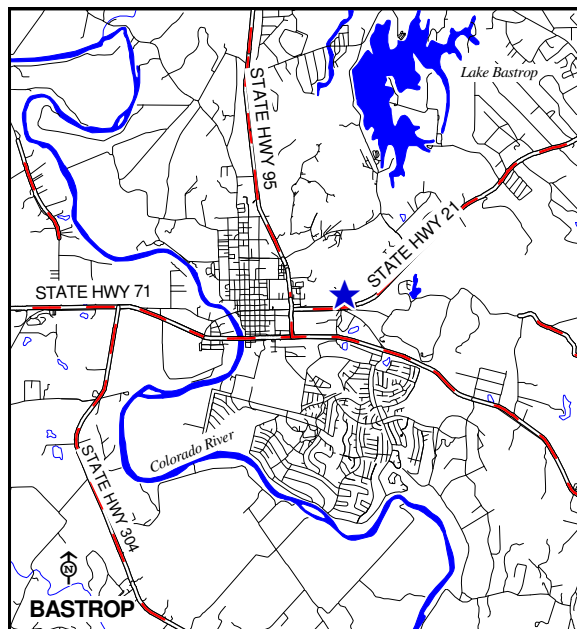 Lake Bastrop
STATE HWY 95
STATE HWY 21
STATE HWY 71
Colorado River
STATE HWY 304
N
BASTROP